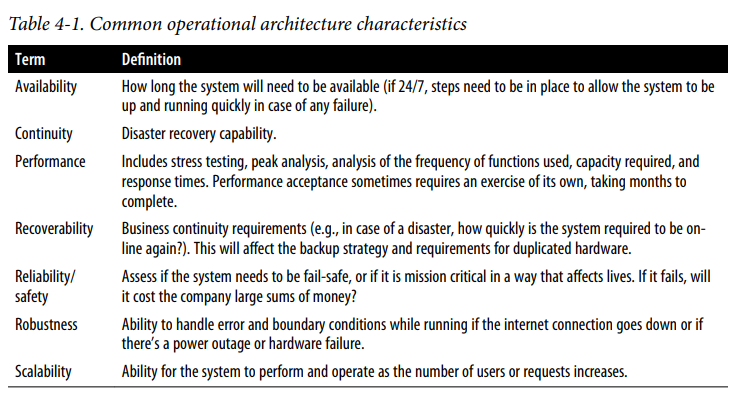 Table 4-1. Common operational architecture characteristics
Term Definition
Availability How long the system will need to be available (if 24/7, steps need to be in place to allow the system to be
up and running quickly in case of any failure).
Continuity Disaster recovery capability.
Performance Includes stress testing, peak analysis, analysis of the frequency of functions used, capacity required, and
response times. Performance acceptance sometimes requires an exercise of its own, taking months to
complete.
Recoverability Business continuity requirements (e.g., in case of a disaster, how quickly is the system required to be on-
line again?). This will affect the backup strategy and requirements for duplicated hardware.
Reliability/ Assess if the system needs to be fail-safe, or if it is mission critical in a way that affects lives. If it fails, will
safety it cost the company large sums of money?
Robustness Ability to handle error and boundary conditions while running if the internet connection goes down or if
there's a power outage or hardware failure.
Scalability Ability for the system to perform and operate as the number of users or requests increases.